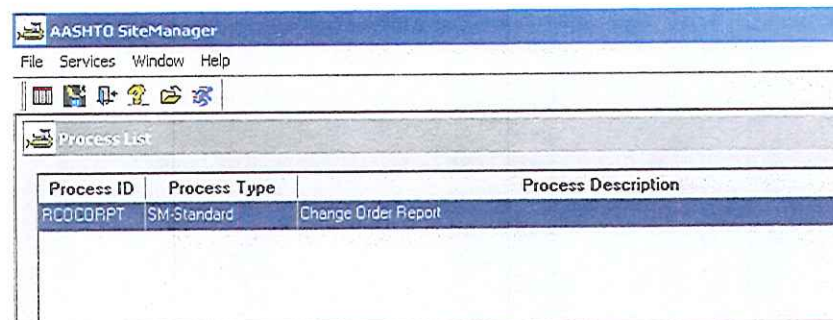 AASHTO SiteManager
File Services Window Help
Process List
Process ID Process Type Process Description
RCOCORPT SM-Standard Change Order Report